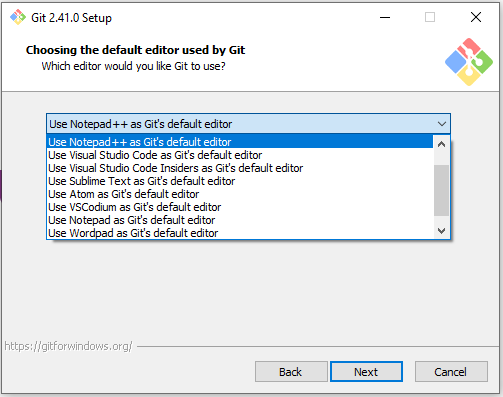 Git 2.41.0 Setup
Choosing the default editor used by Git
Which editor would you like Git to use?
Use Notepad++ as Git's default editor
Use Notepad++ as Git's default editor
Use Visual Studio Code as Git's default editor
Use Visual Studio Code Insiders as Git's default editor
Use Sublime Text as Git's default editor
Use Atom as Git's default editor
Use VSCodium as Git's default editor
Use Notepad as Git's default editor
Use Wordpad as Git's default editor
https://gitforwindows.org/
Back
Next
Cancel